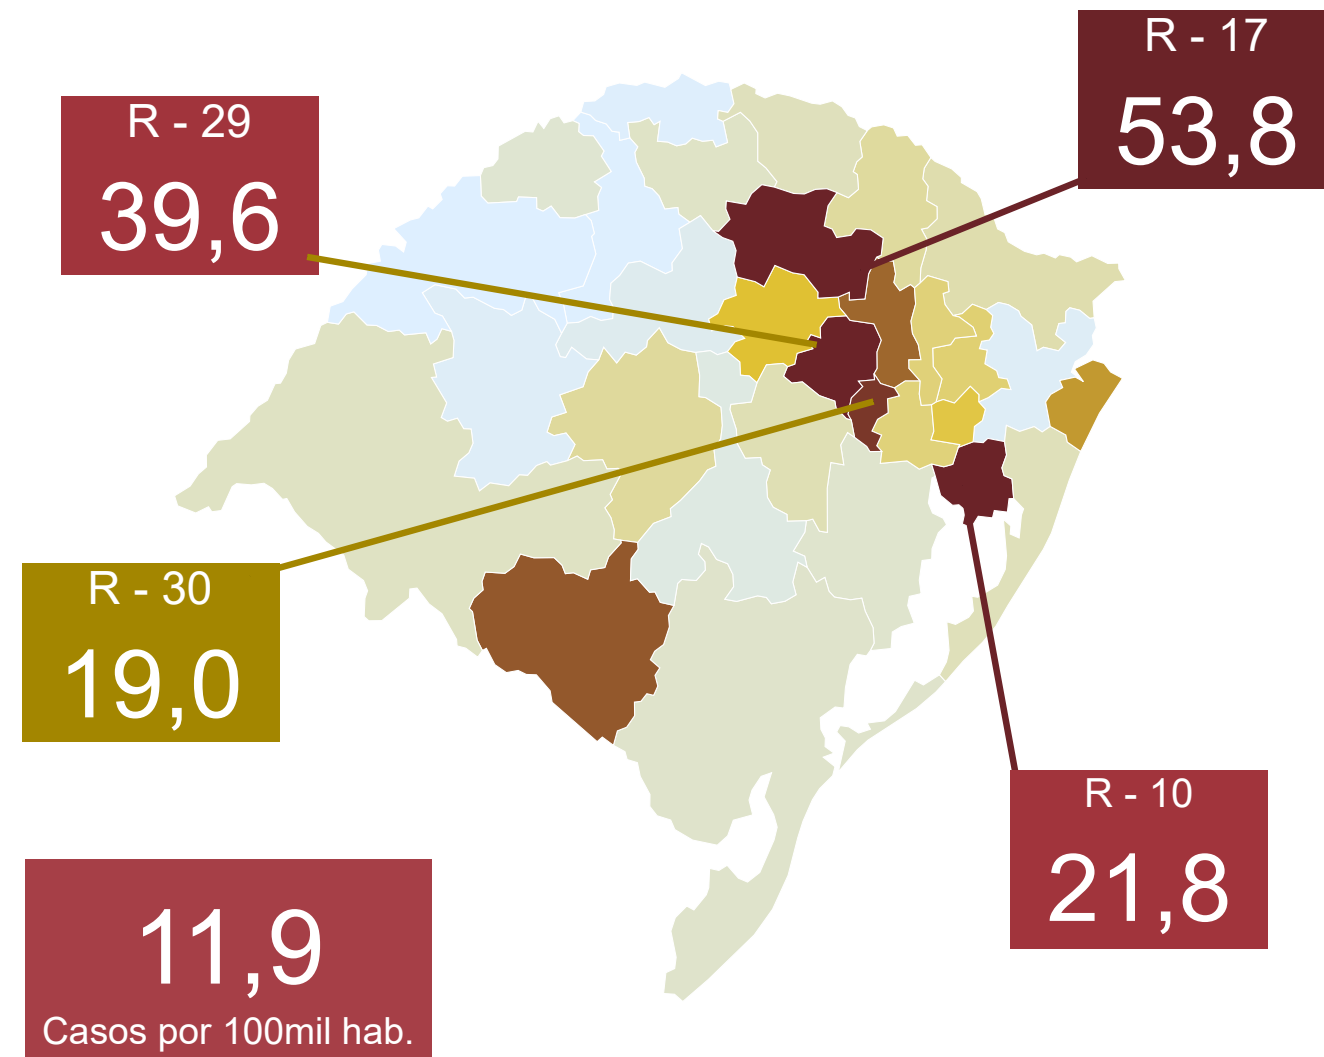 R - 17
53,8
R - 29
39,6
R - 30
19,0
R - 10
21,8
11,9
Casos por 100mil hab.